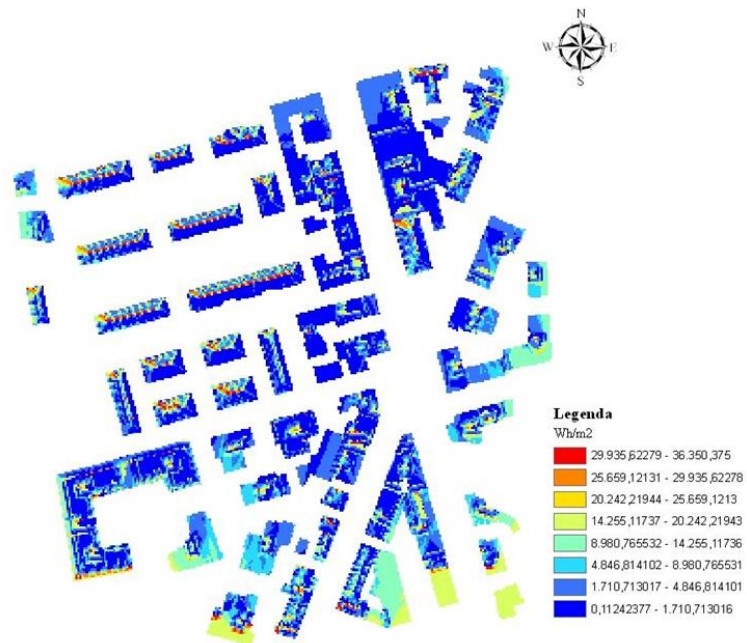 N
W E
S
Legenda
Wh/m2
29.935,62279 - 36.350,375
25.659,12131 - 29.935,62278
20.242,21944 - 25.659,1213
14.255,11737 - 20.242,21943
8.980,765532 - 14.255,11736
4.846,814102 - 8.980,765531
1.710,713017 - 4.846,814101
0,11242377 - 1.710,713016